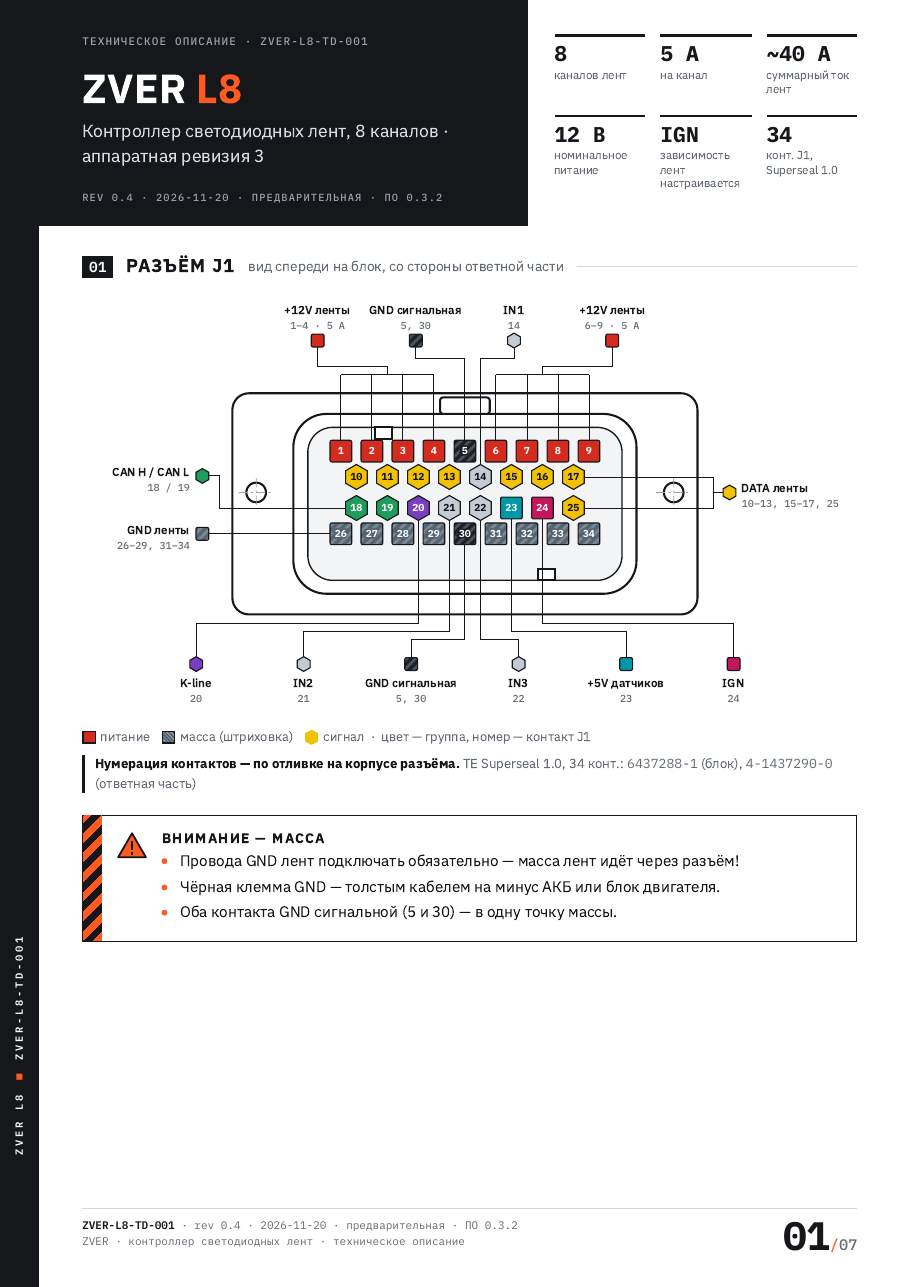 ТЕХНИЧЕСКОЕ ОПИСАНИЕ · ZVER-L8-TD-001
ZVER L8
Контроллер светодиодных лент, 8 каналов ·
аппаратная ревизия 3
REV 0.4 · 2026-11-20 · ПРЕДВАРИТЕЛЬНАЯ · ПО 0.3.2
8 5 A ~40 A
каналов лент на канал суммарный ток
лент
12 В IGN 34
номинальное зависимость конт. J1,
питание лент Superseal 1.0
настраивается
01 РАЗЪЁМ J1 вид спереди на блок, со стороны ответной части
+12V ленты GND сигнальная IN1 +12V ленты
1–4 · 5 A 5, 30 14 6–9 · 5 A
1 2 3 4 5 6 7 8 9
10 11 12 13 14 15 16 17
CAN H / CAN L
18 / 19
DATA ленты
10–13, 15–17, 25
18 19 20 21 22 23 24 25
GND ленты
26–29, 31–34
26 27 28 29 30 31 32 33 34
K-line IN2 GND сигнальная IN3 +5V датчиков IGN
20 21 5, 30 22 23 24
питание масса (штриховка) сигнал · цвет — группа, номер — контакт J1
Нумерация контактов — по отливке на корпусе разъёма. TE Superseal 1.0, 34 конт.: 6437288-1 (блок), 4-1437290-0
(ответная часть)
ВНИМАНИЕ — МАССА
Провода GND лент подключать обязательно — масса лент идёт через разъём!
Чёрная клемма GND — толстым кабелем на минус АКБ или блок двигателя.
Оба контакта GND сигнальной (5 и 30) — в одну точку массы.
ZVER L8 ■ ZVER-L8-TD-001
ZVER-L8-TD-001 · rev 0.4 · 2026-11-20 · предварительная · ПО 0.3.2
ZVER · контроллер светодиодных лент · техническое описание
01/07